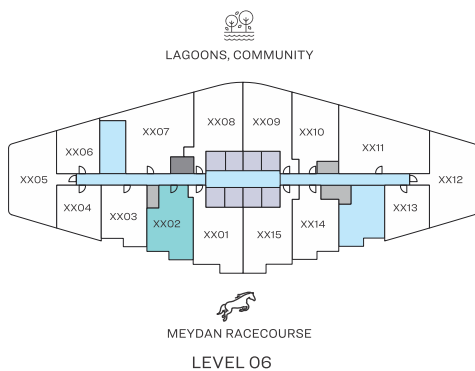 LAGOONS, COMMUNITY
XX08 XX09
XX07 XX10
XX06 XX11
XX05 XX12
XX04 XX03 XX02 XX01 XX15 XX14 XX13
MEYDAN RACECOURSE
LEVEL 06